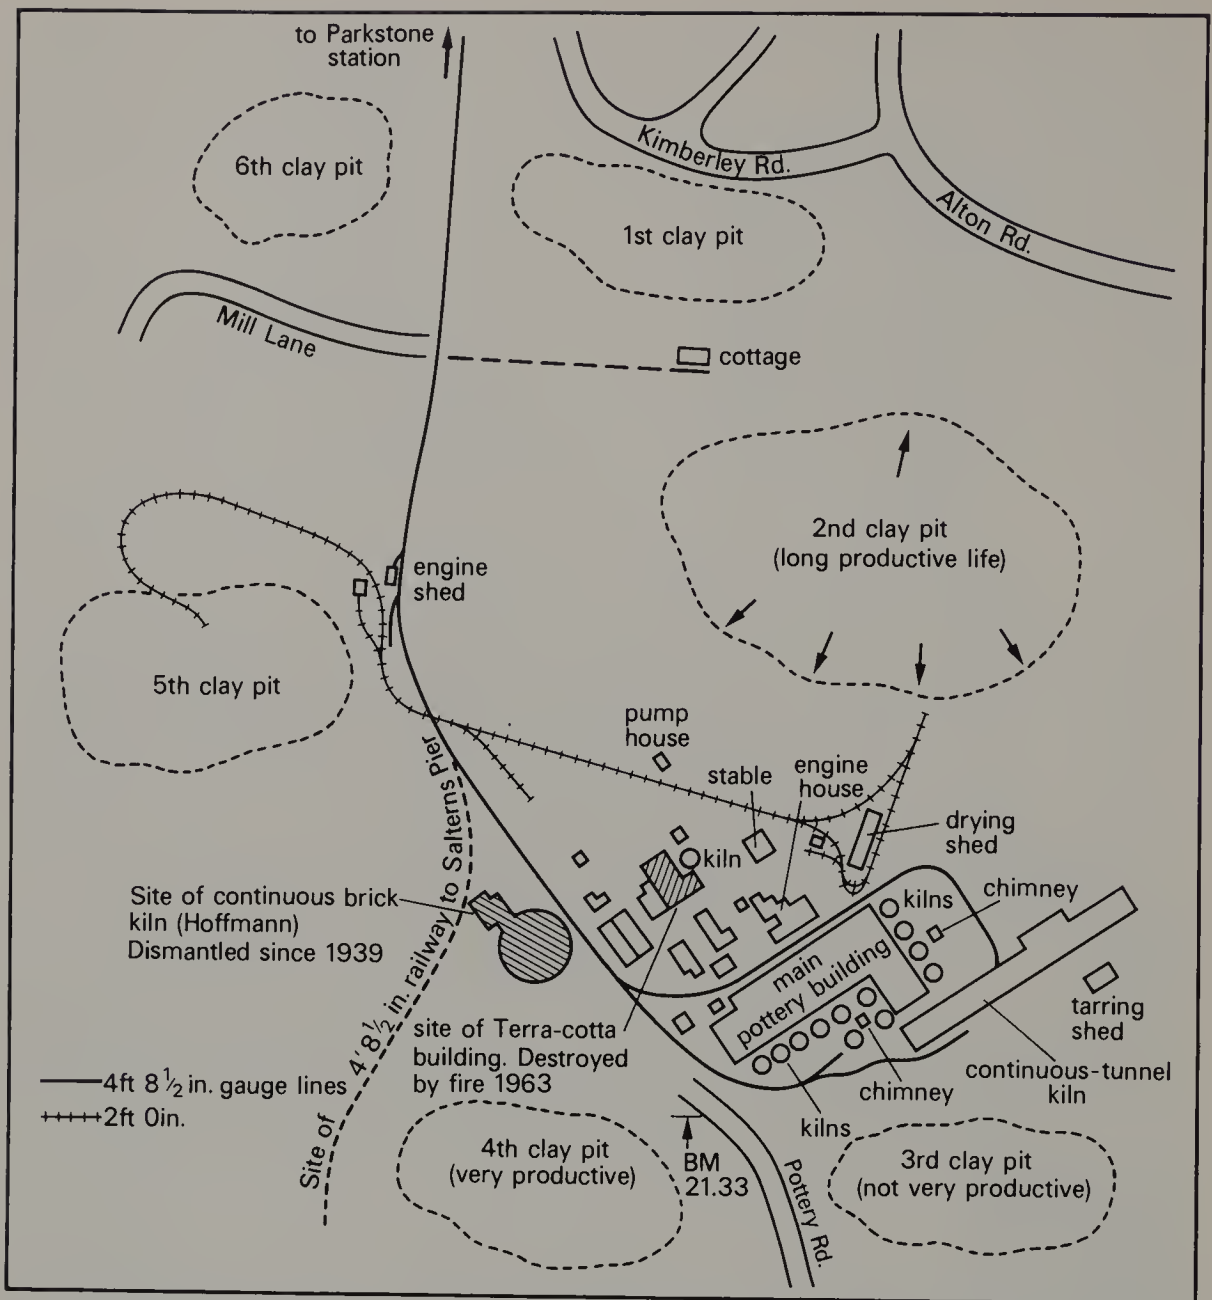 to Parkstone
station
6th clay pit
Kimberley Rd.
1st clay pit
Alton Rd.
Mill Lane
cottage
2nd clay pit
(long productive life)
engine
shed
5th clay pit
pump
house
stable
engine
house
drying
shed
kiln
Site of continuous brick
kiln (Hoffmann)
Dismantled since 1939
kilns
chimney
main
pottery building
tarring
shed
site of Terra-cotta
building. Destroyed
by fire 1963
continuous-tunnel
kiln
chimney
kilns
4ft 8½ in. gauge lines
2ft 0in.
Site of 4' 8½ in. railway to Salterns Pier
4th clay pit
(very productive)
BM
21.33
Pottery Rd.
3rd clay pit
(not very productive)